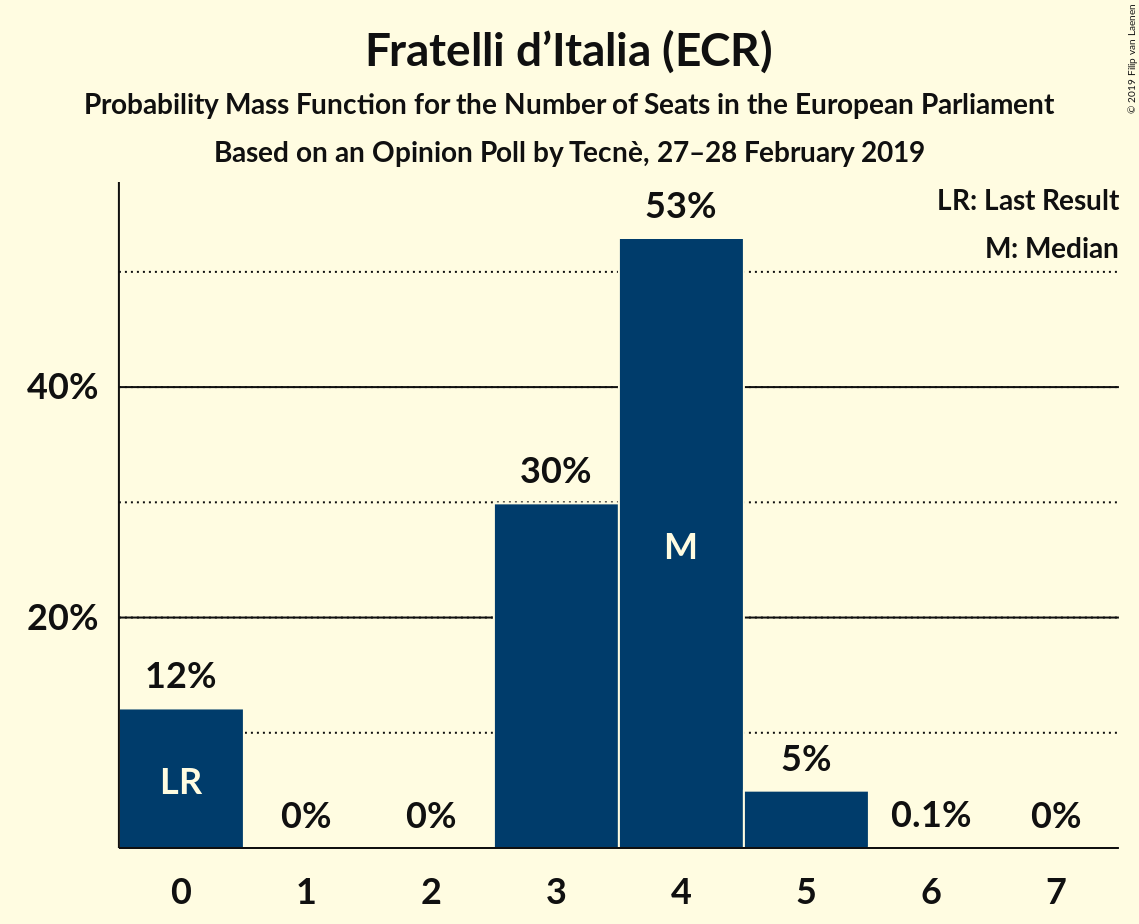 Fratelli d’Italia (ECR)
Probability Mass Function for the Number of Seats in the European Parliament
Based on an Opinion Poll by Tecnè, 27–28 February 2019
© 2019 Filip van Laenen
LR: Last Result
M: Median
53%
40%
30%
M
20%
12%
LR
0%
0%
5%
0.1%
0%
0 1 2 3 4 5 6 7